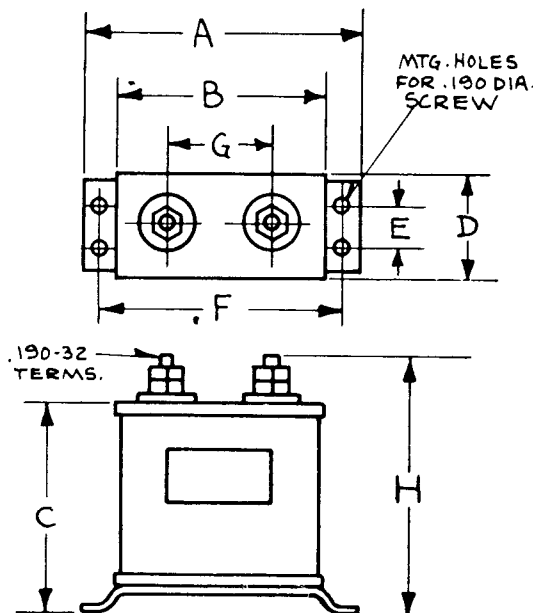 A
MTG. HOLES
FOR .190 DIA.
SCREW
B
G
E
D
F
.190-32
TERMS.
C
H